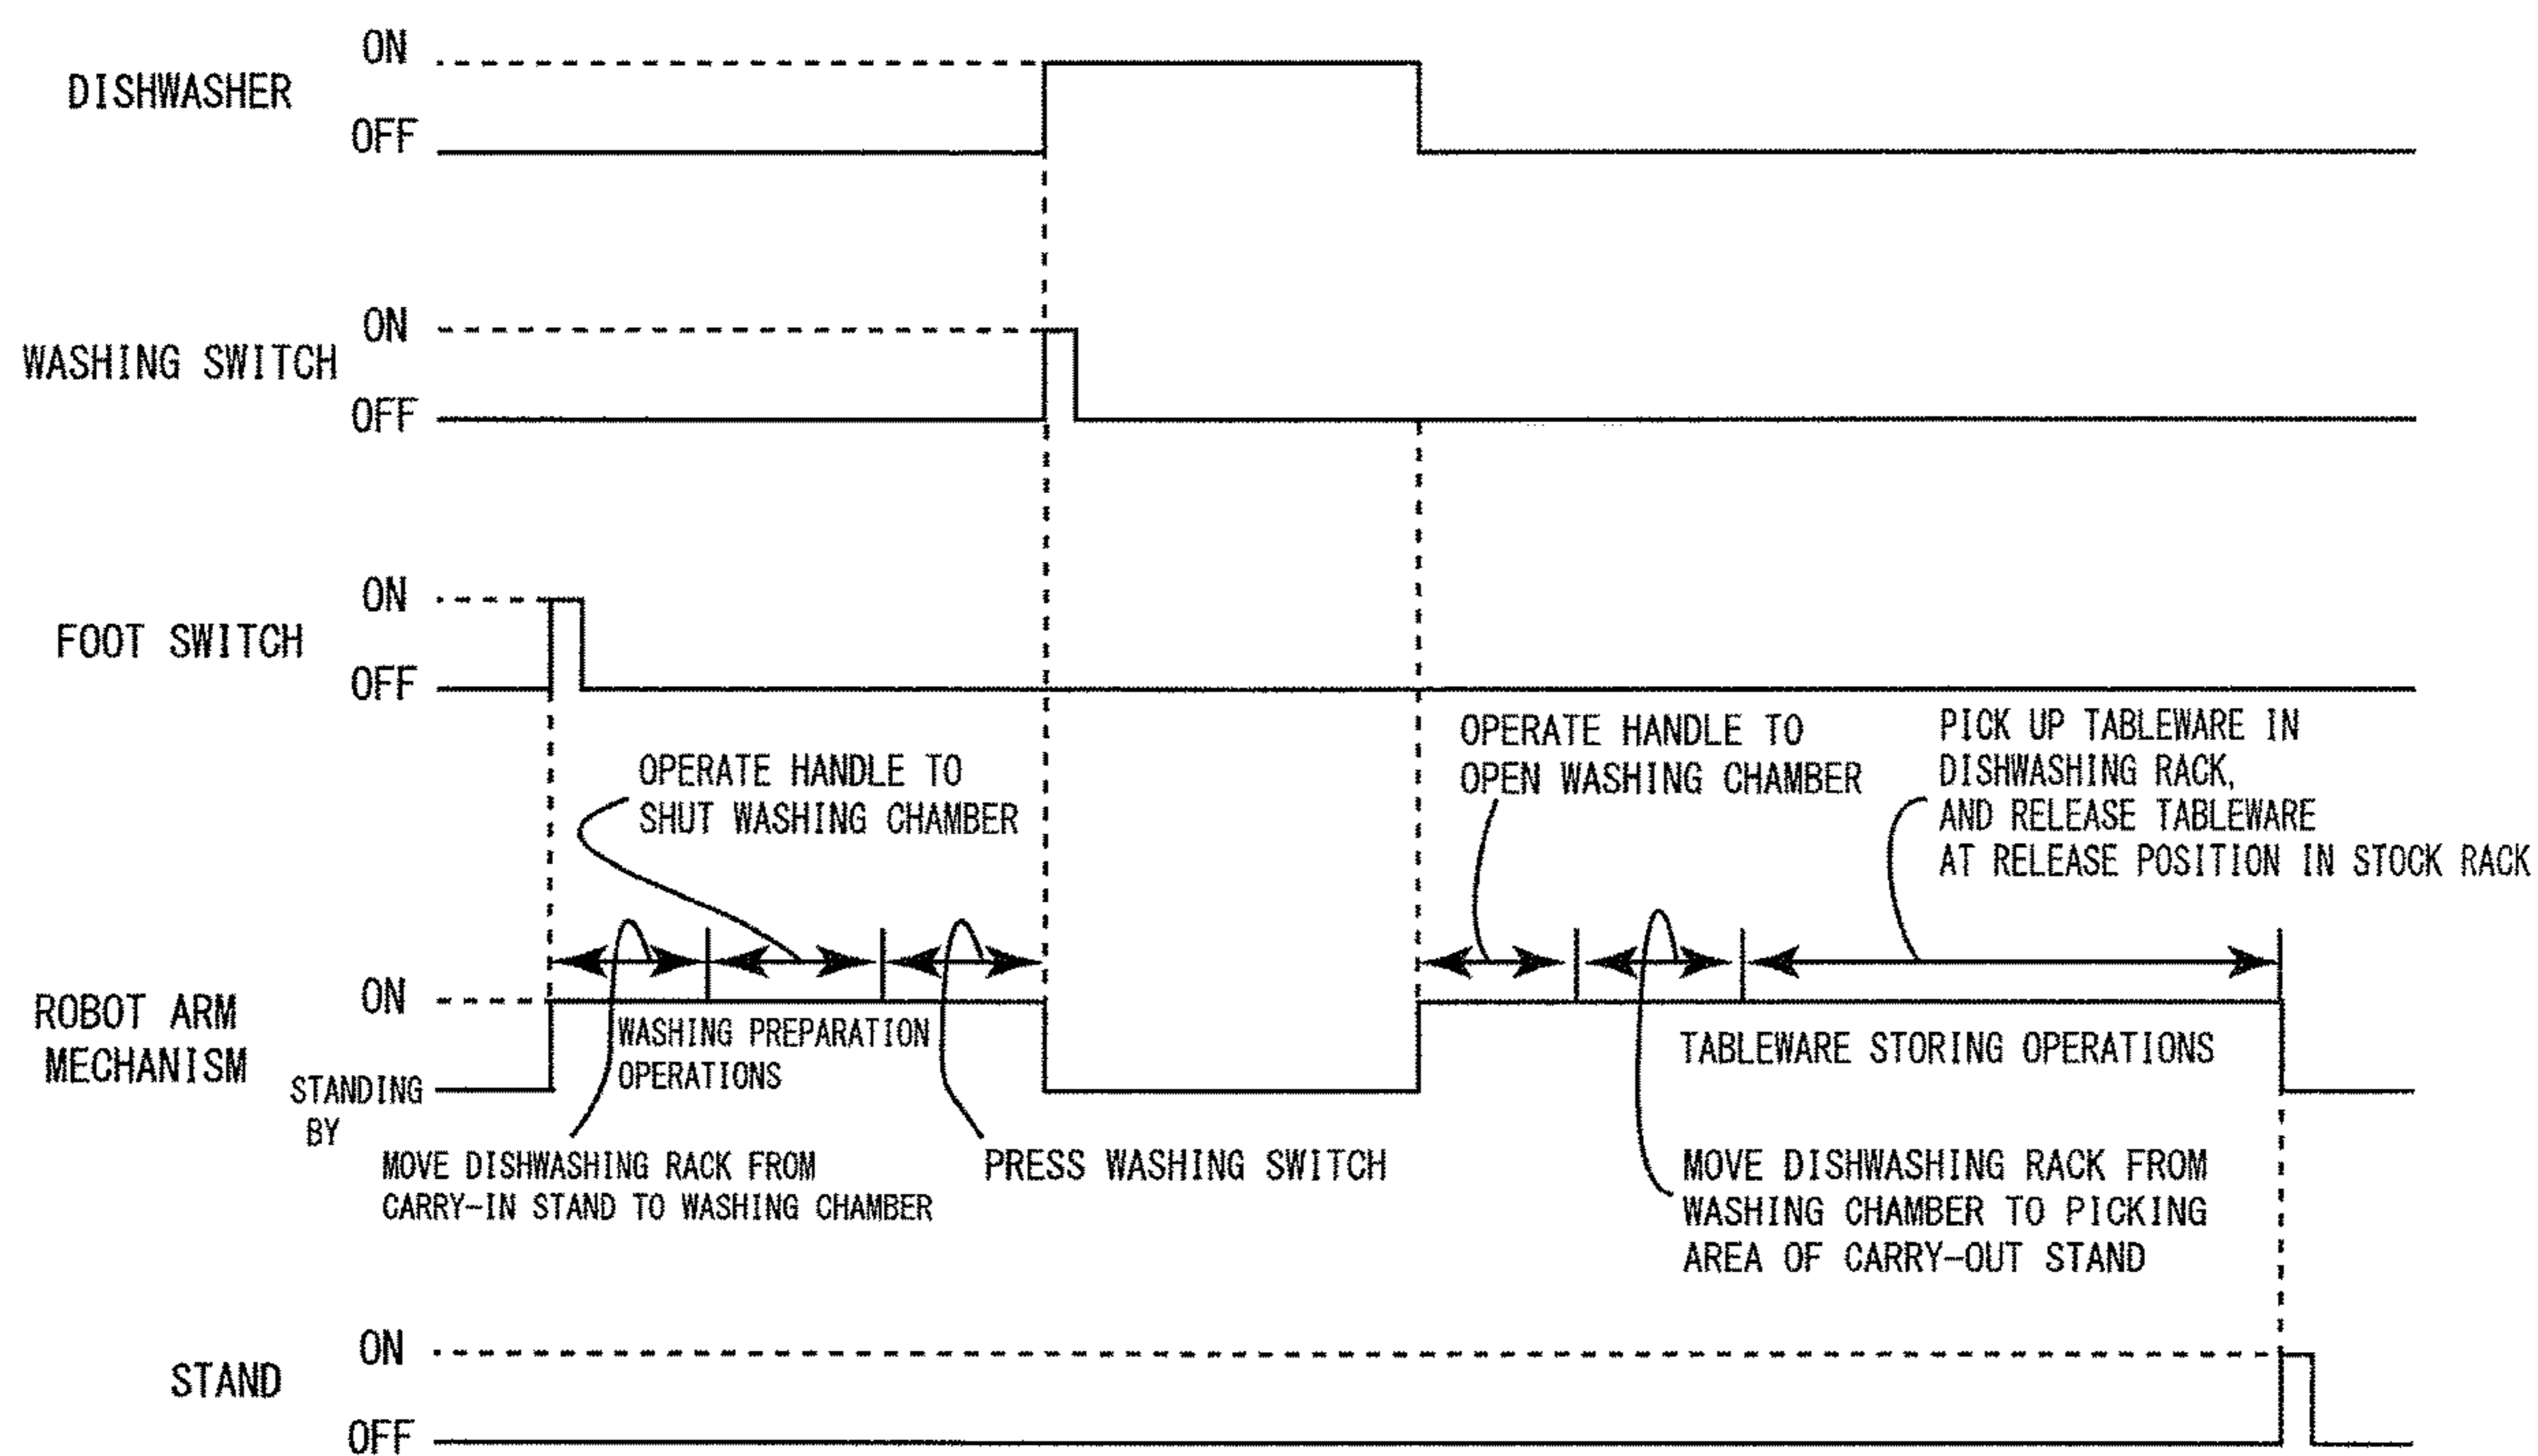 ON
DISHWASHER
OFF
ON
WASHING SWITCH
OFF
ON
FOOT SWITCH
OFF
OPERATE HANDLE TO
SHUT WASHING CHAMBER
OPERATE HANDLE TO
OPEN WASHING CHAMBER
PICK UP TABLEWARE IN
DISHWASHING RACK,
AND RELEASE TABLEWARE
AT RELEASE POSITION IN STOCK RACK
ON
ROBOT ARM
MECHANISM
STANDING
BY
WASHING PREPARATION
OPERATIONS
TABLEWARE STORING OPERATIONS
MOVE DISHWASHING RACK FROM
CARRY-IN STAND TO WASHING CHAMBER
PRESS WASHING SWITCH
MOVE DISHWASHING RACK FROM
WASHING CHAMBER TO PICKING
AREA OF CARRY-OUT STAND
ON
STAND
OFF